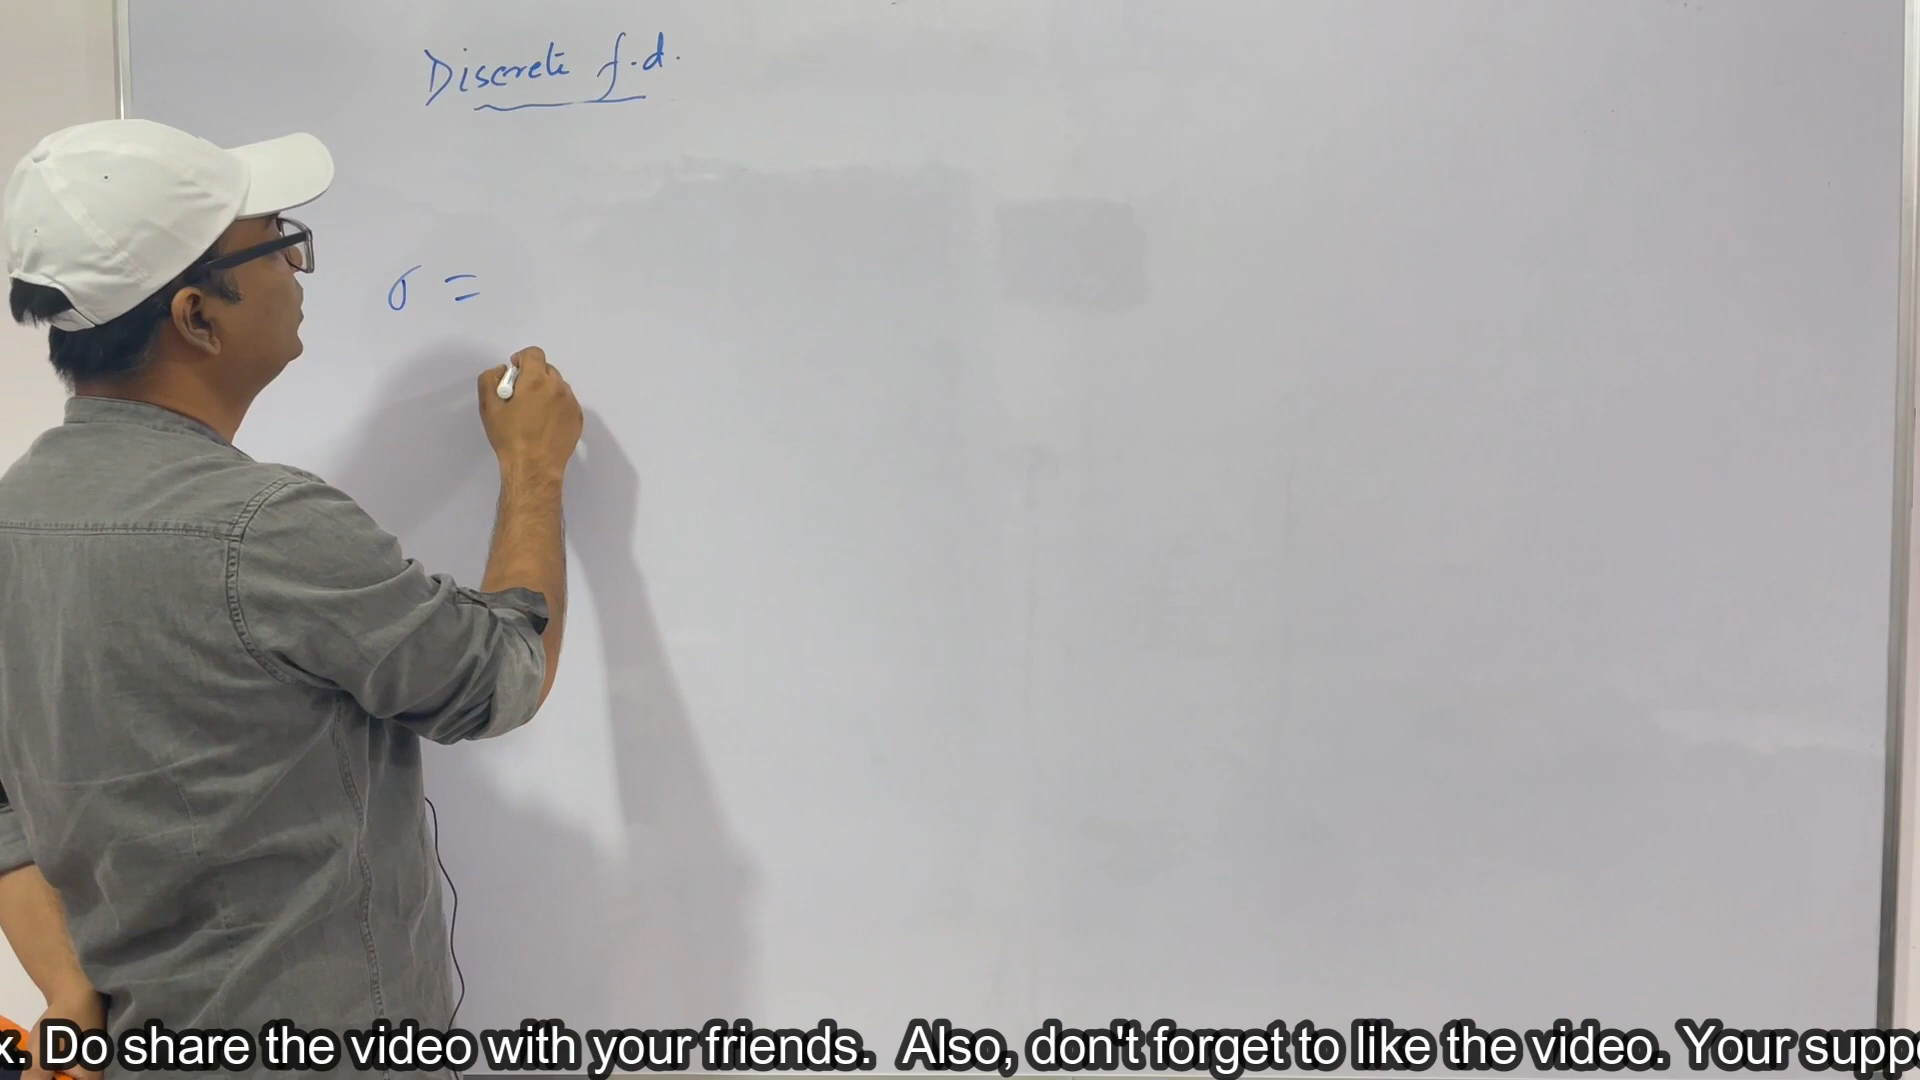 Discrete f.d.
σ =
x. Do share the video with your friends. Also, don't forget to like the video. Your suppo